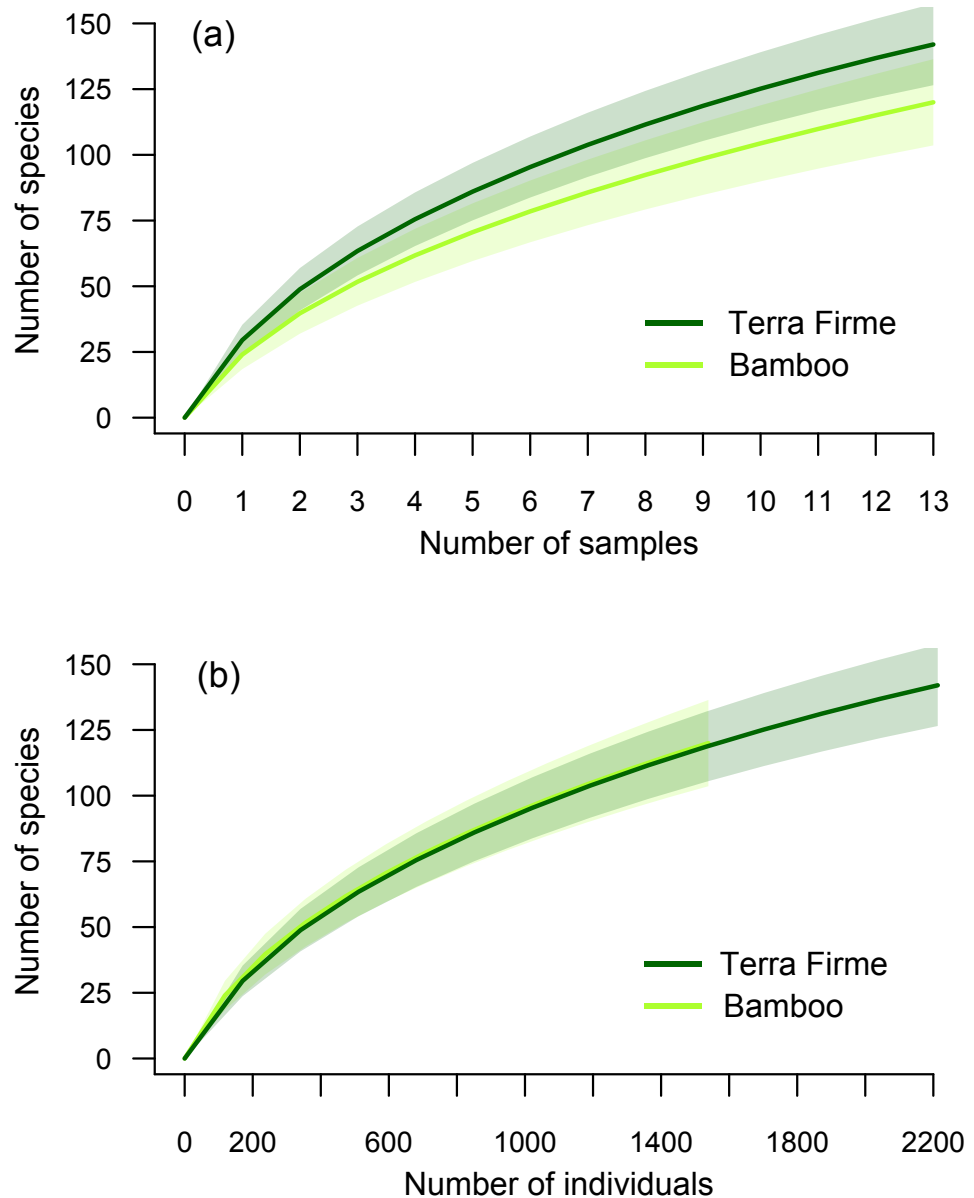 (a)
Number of species
150
125
100
75
50
25
0
Terra Firme
Bamboo
0 1 2 3 4 5 6 7 8 9 10 11 12 13
Number of samples
(b)
Number of species
150
125
100
75
50
25
0
Terra Firme
Bamboo
0 200 600 1000 1400 1800 2200
Number of individuals